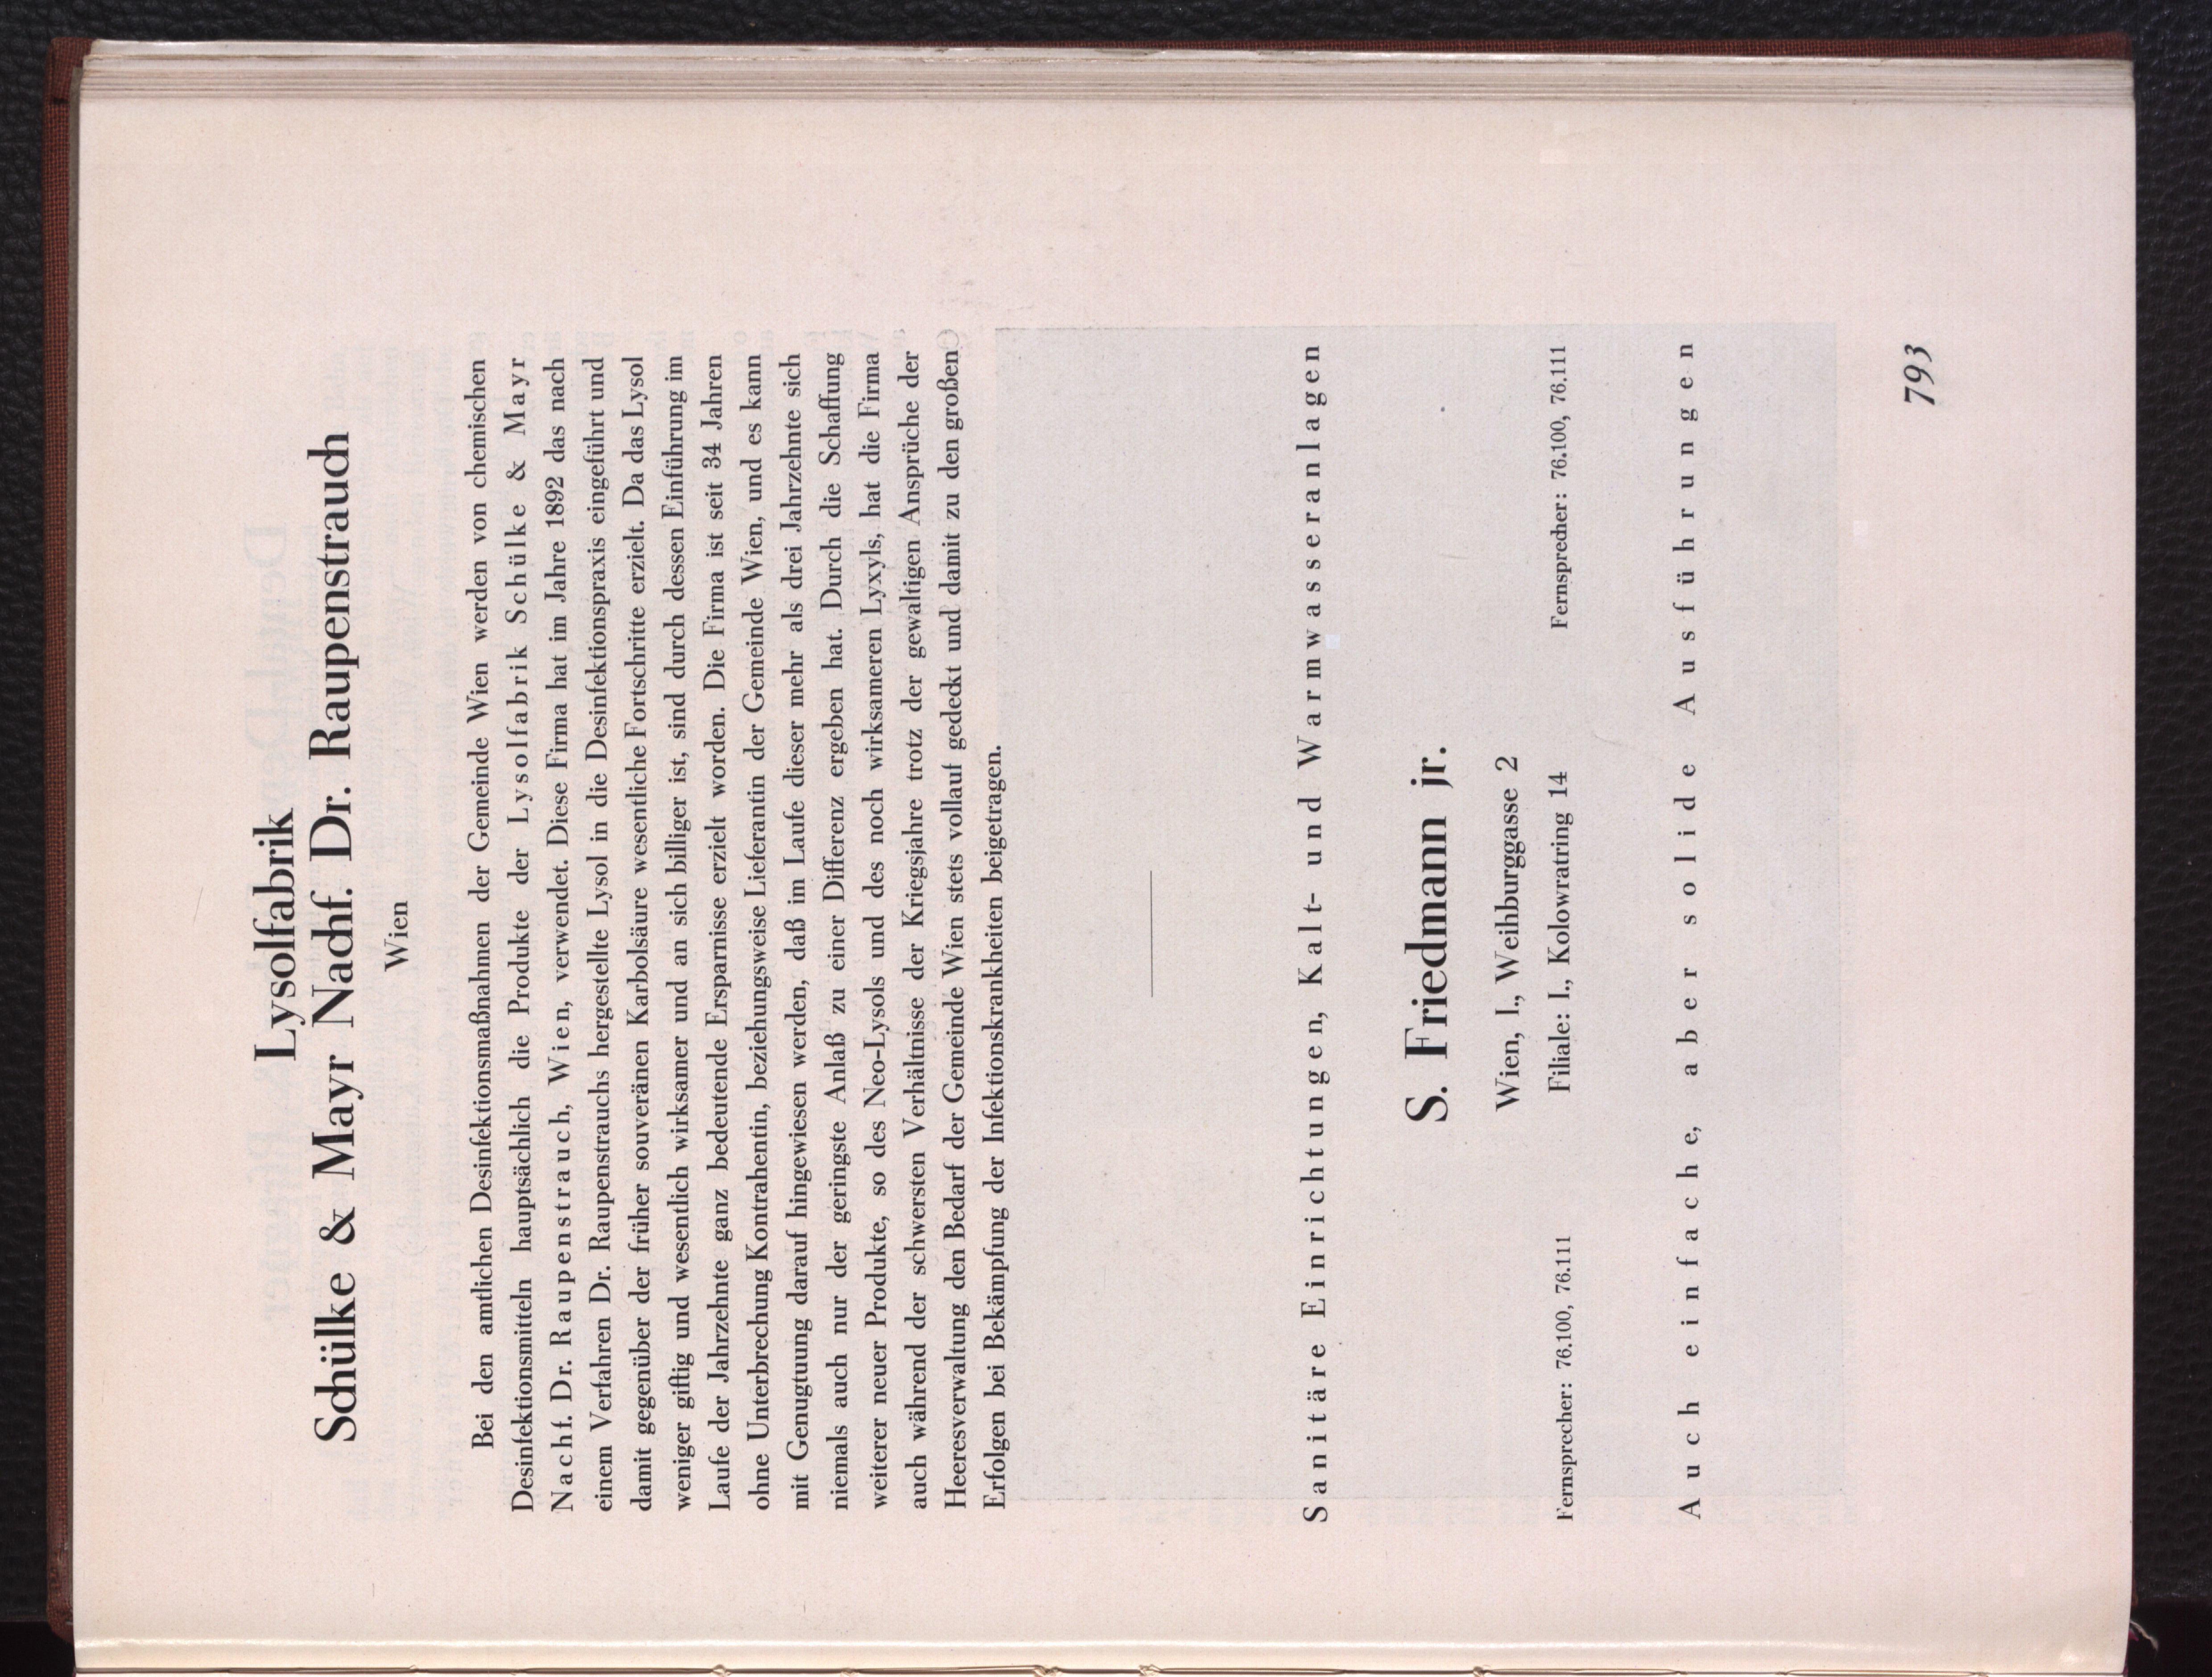 Lysolfabrik
Schülke & Mayr Nachf. Dr. Raupenstrauch
Wien
Bei den amtlichen Desinfektionsmaßnahmen der Gemeinde Wien werden von chemischen
Desinfektionsmitteln hauptsächlich die Produkte der Lysolfabrik Schülke & Mayr
Nachf. Dr. Raupenstrauch, Wien, verwendet. Diese Firma hat im Jahre 1892 das nach
einem Verfahren Dr. Raupenstrauchs hergestellte Lysol in die Desinfektionspraxis eingeführt und
damit gegenüber der früher souveränen Karbolsäure wesentliche Fortschritte erzielt. Da das Lysol
weniger giftig und wesentlich wirksamer und an sich billiger ist, sind durch dessen Einführung im
Laufe der Jahrzehnte ganz bedeutende Ersparnisse erzielt worden. Die Firma ist seit 34 Jahren
ohne Unterbrechung Kontrahentin, beziehungsweise Lieferantin der Gemeinde Wien, und es kann
mit Genugtuung darauf hingewiesen werden, daß im Laufe dieser mehr als drei Jahrzehnte sich
niemals auch nur der geringste Anlaß zu einer Differenz ergeben hat. Durch die Schaffung
weiterer neuer Produkte, so des Neo-Lysols und des noch wirksameren Lyxyls, hat die Firma
auch während der schwersten Verhältnisse der Kriegsjahre trotz der gewaltigen Ansprüche der
Heeresverwaltung den Bedarf der Gemeinde Wien stets vollauf gedeckt und damit zu den großen
Erfolgen bei Bekämpfung der Infektionskrankheiten beigetragen.
Sanitäre Einrichtungen, Kalt- und Warmwasseranlagen
S. Friedmann jr.
Wien, I., Weihburggasse 2
Fernsprecher: 76.100, 76.111 Filiale: I., Kolowratring 14 Fernsprecher: 76.100, 76.111
Auch einfache, aber solide Ausführungen
793